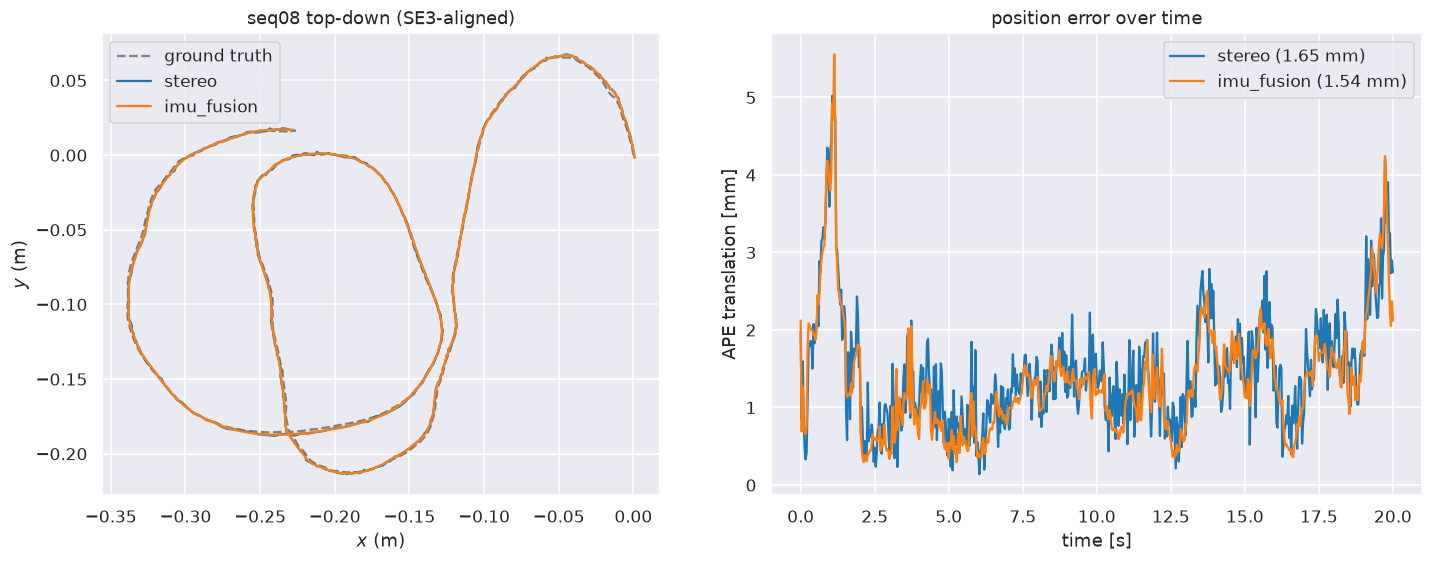 seq08 top-down (SE3-aligned)
ground truth
stereo
imu_fusion
0.05
0.00
−0.05
−0.10
−0.15
−0.20
y (m)
−0.35
−0.30
−0.25
−0.20
−0.15
−0.10
−0.05
0.00
x (m)
position error over time
stereo (1.65 mm)
imu_fusion (1.54 mm)
5
4
3
2
1
0
APE translation [mm]
0.0
2.5
5.0
7.5
10.0
12.5
15.0
17.5
20.0
time [s]